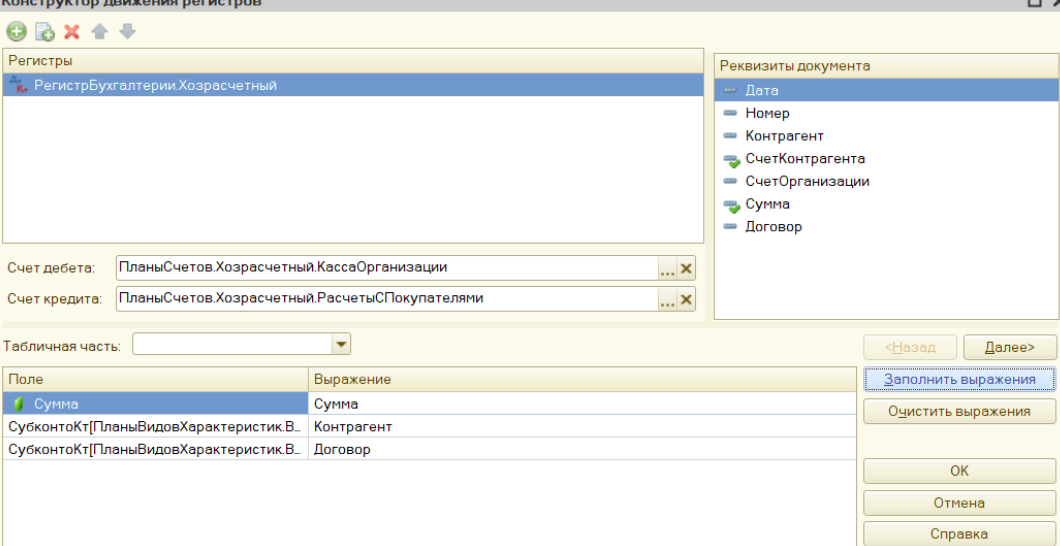 Конструктор движения регистров
Регистры
РегистрБухгалтерии.Хозрасчетный
Реквизиты документа
Дата
Номер
Контрагент
СчетКонтрагента
СчетОрганизации
Сумма
Договор
Счет дебета: ПланыСчетов.Хозрасчетный.КассаОрганизации ...
Счет кредита: ПланыСчетов.Хозрасчетный.РасчетыСПокупателями ...
Табличная часть:
<Назад Далее>
Поле Выражение
Заполнить выражения
Сумма Сумма
Очистить выражения
СубконтоКт[ПланыВидовХарактеристик.В... Контрагент
СубконтоКт[ПланыВидовХарактеристик.В... Договор
OK
Отмена
Справка